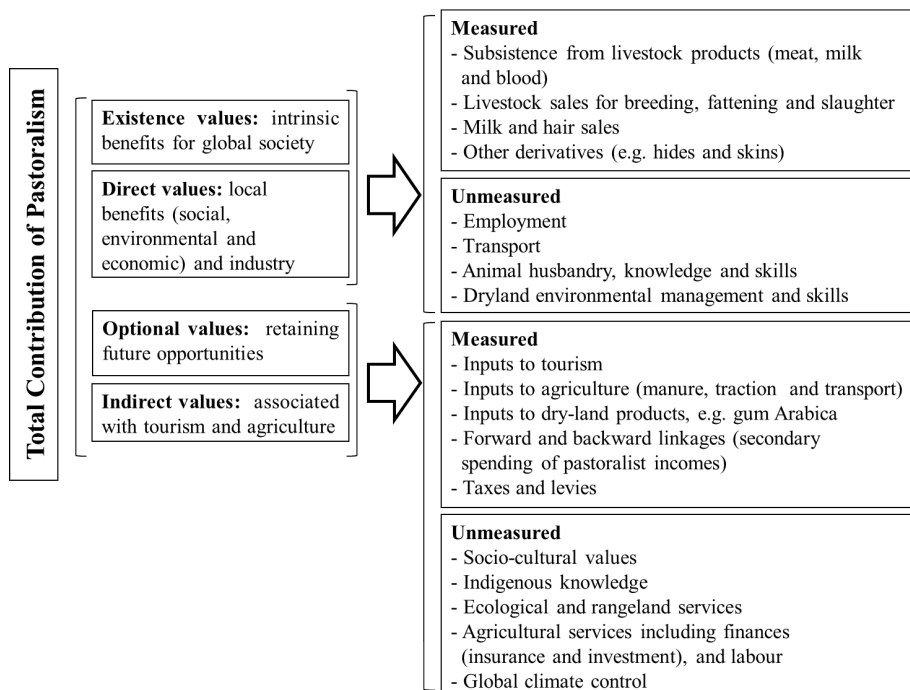 Total Contribution of Pastoralism
Existence values: intrinsic
benefits for global society
Direct values: local
benefits (social,
environmental and
economic) and industry
Optional values: retaining
future opportunities
Indirect values: associated
with tourism and agriculture
Measured
- Subsistence from livestock products (meat, milk
and blood)
- Livestock sales for breeding, fattening and slaughter
- Milk and hair sales
- Other derivatives (e.g. hides and skins)
Unmeasured
- Employment
- Transport
- Animal husbandry, knowledge and skills
- Dryland environmental management and skills
Measured
- Inputs to tourism
- Inputs to agriculture (manure, traction and transport)
- Inputs to dry-land products, e.g. gum Arabica
- Forward and backward linkages (secondary
spending of pastoralist incomes)
- Taxes and levies
Unmeasured
- Socio-cultural values
- Indigenous knowledge
- Ecological and rangeland services
- Agricultural services including finances
(insurance and investment), and labour
- Global climate control